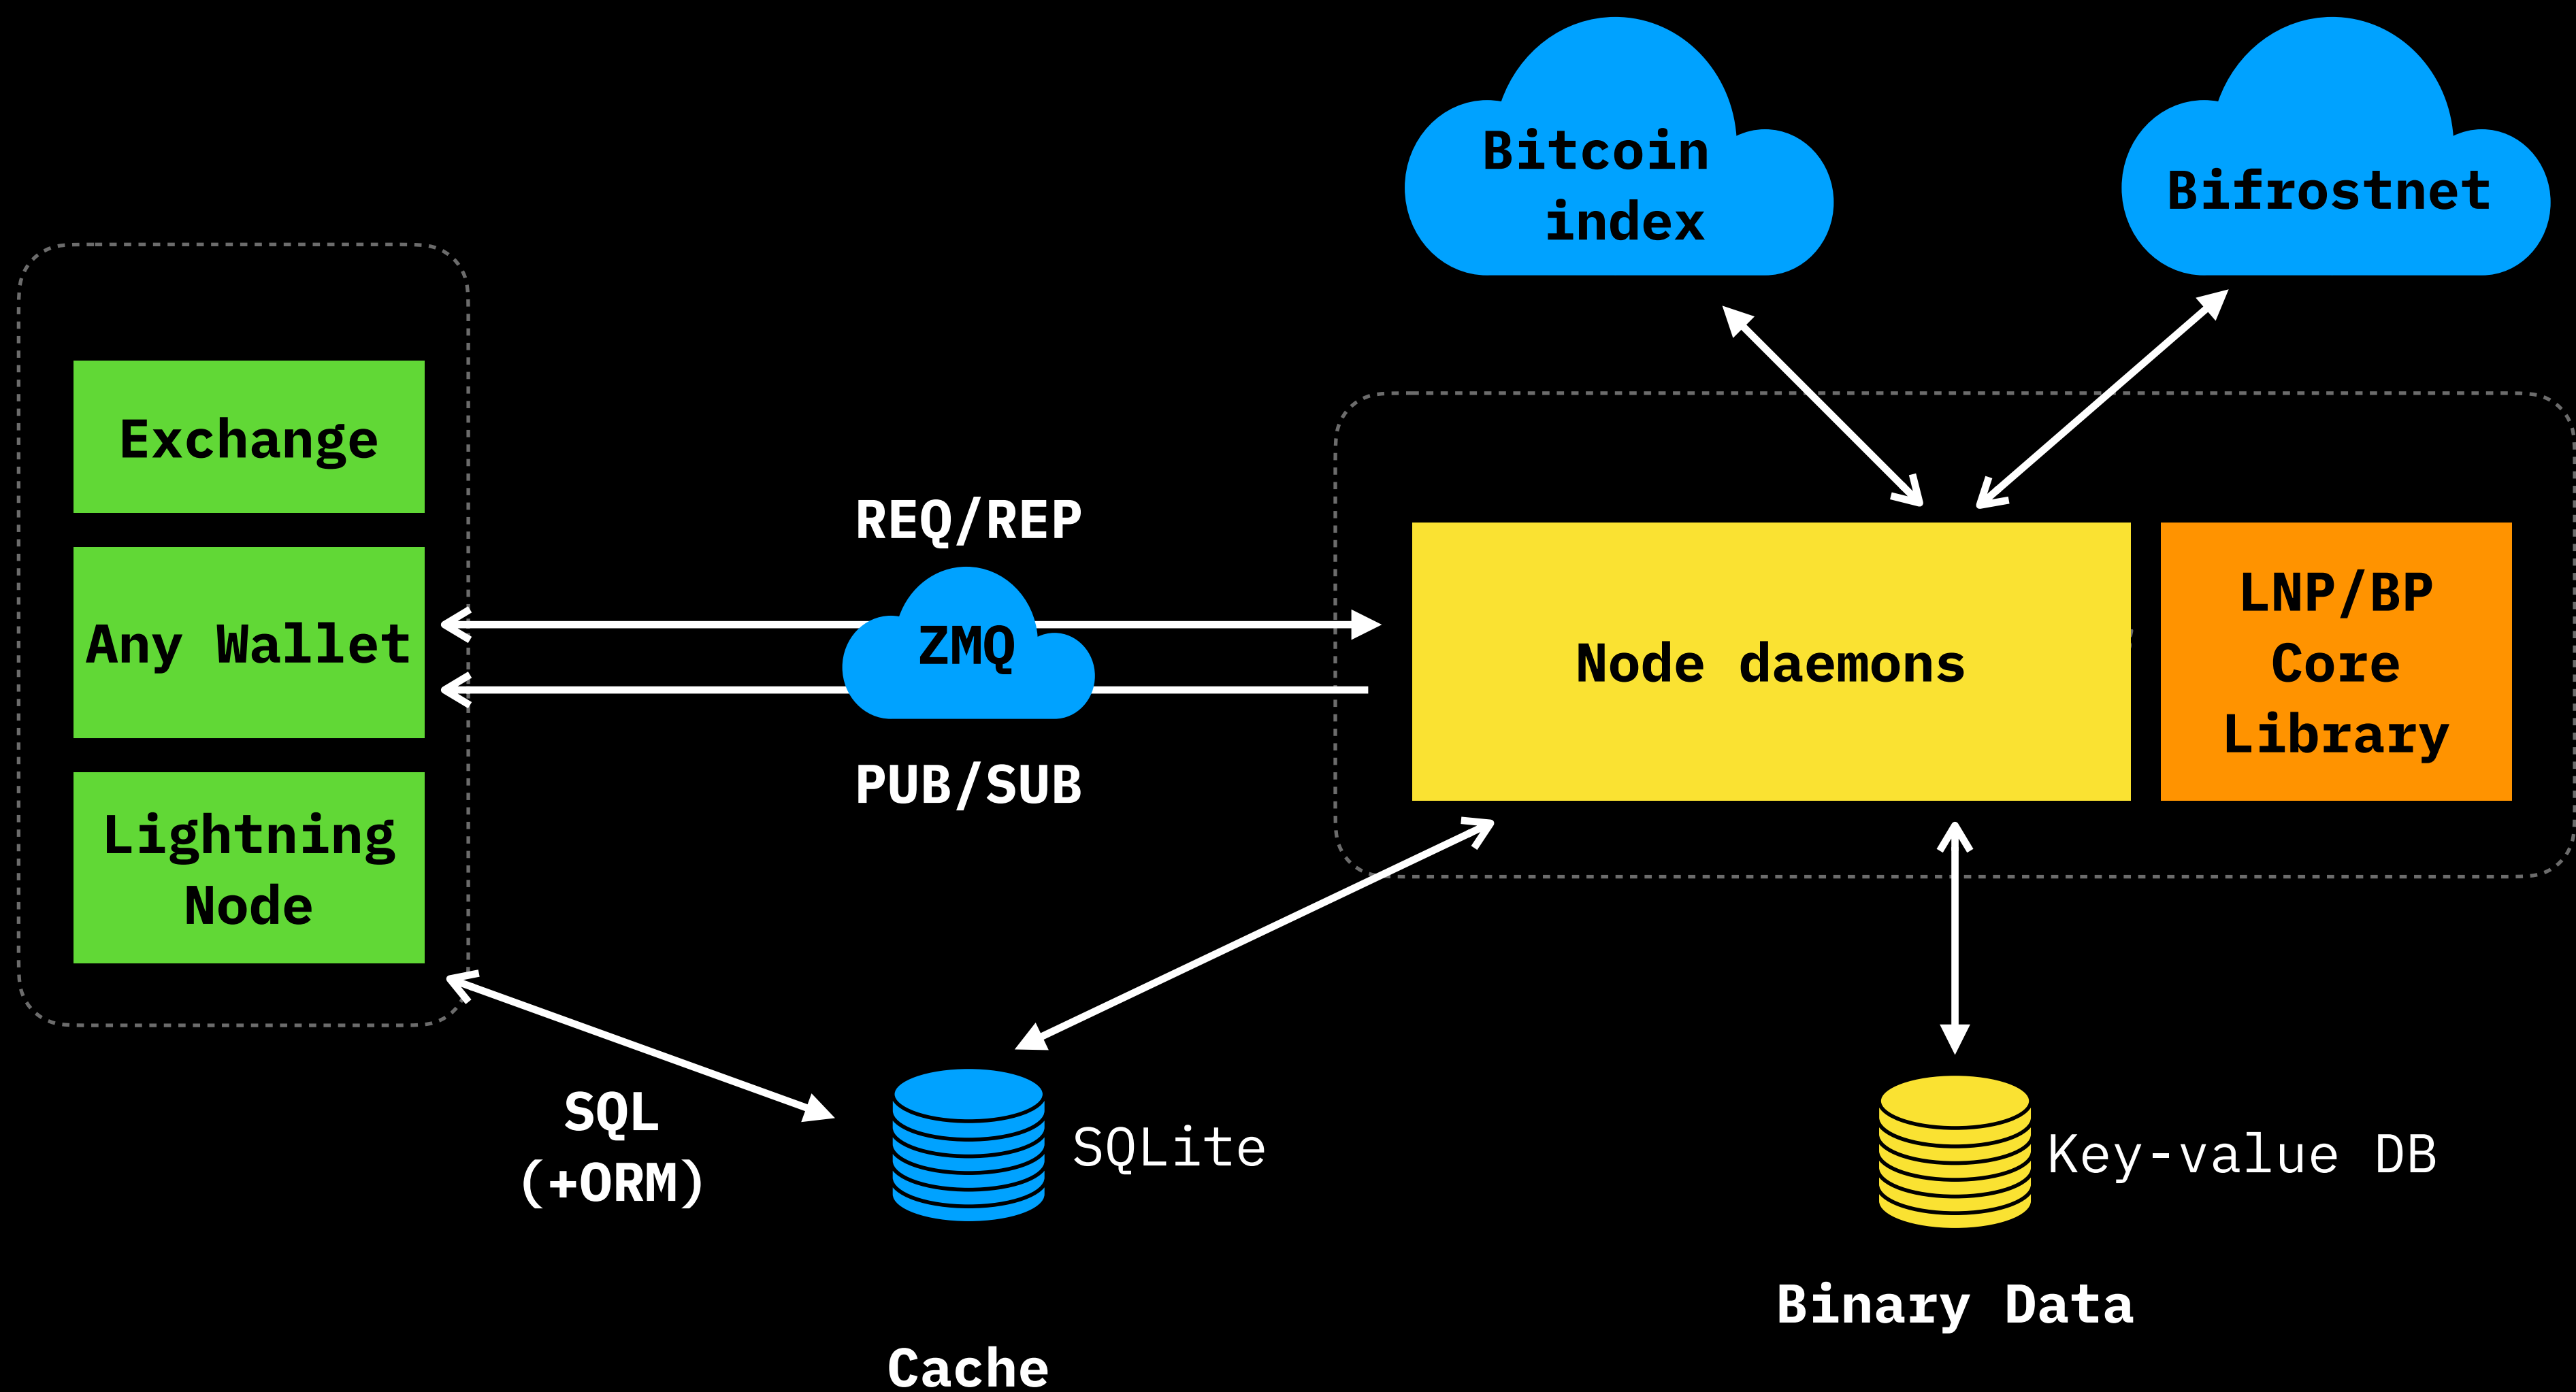 Bitcoin
index
Bifrostnet
Exchange
Any Wallet
Lightning
Node
REQ/REP
ZMQ
PUB/SUB
Node daemons
LNP/BP
Core
Library
SQL
(+ORM)
SQLite
Cache
Key-value DB
Binary Data